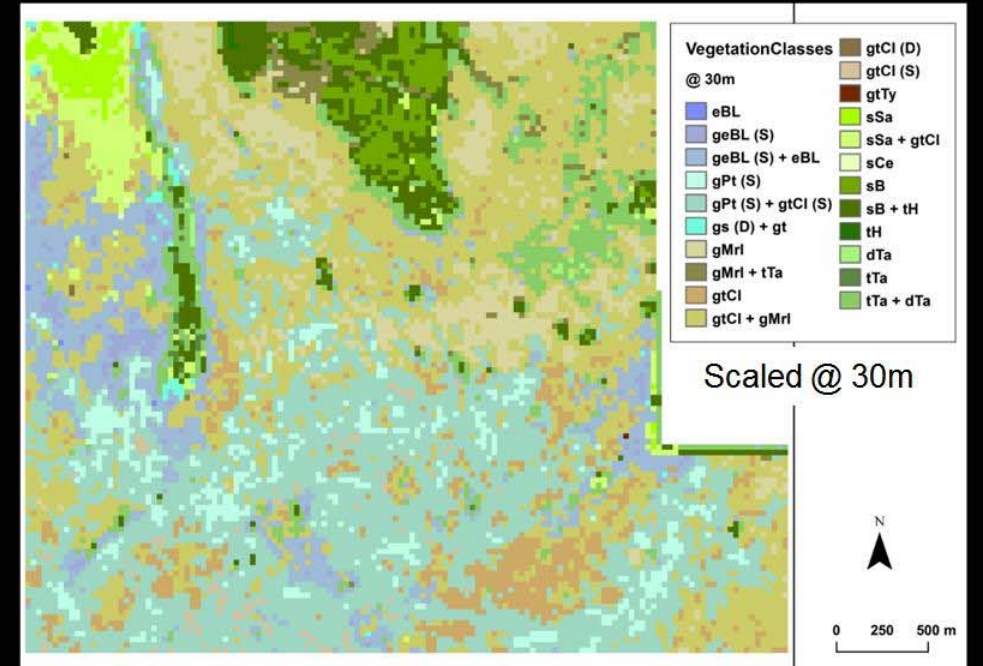 VegetationClasses
@ 30m
eBL
geBL (S)
geBL (S) + eBL
gPt (S)
gPt (S) + gtCl (S)
gs (D) + gt
gMrl
gMrl + tTa
gtCl
gtCl + gMrl
gtCl (D)
gtCl (S)
gtTy
sSa
sSa + gtCl
sCe
sB
sB + tH
tH
dTa
tTa
tTa + dTa
Scaled @ 30m
N
0 250 500 m